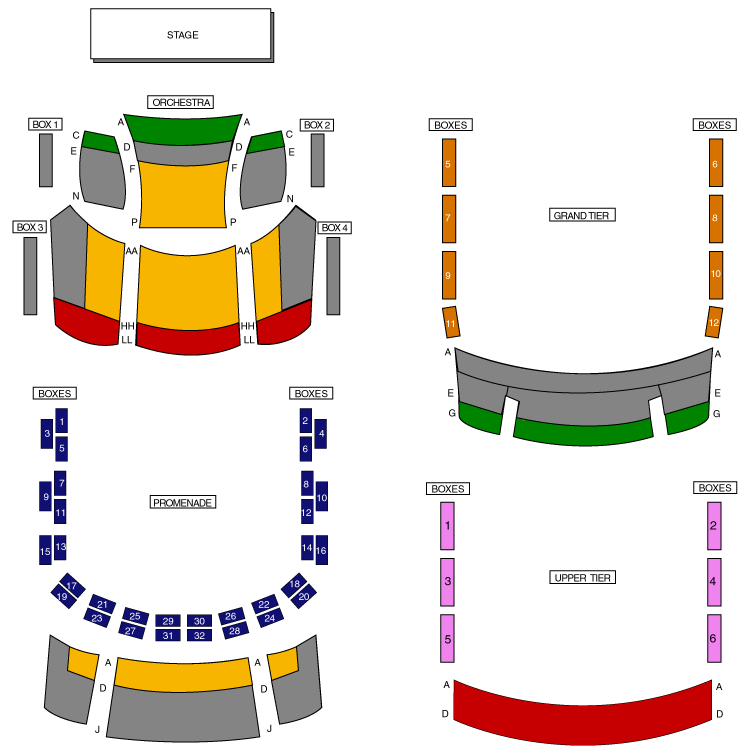 STAGE
ORCHESTRA
BOX 1
A
A
BOX 2
C
D
D
C
E
E
F
F
N
N
P
P
BOX 3
BOX 4
AA
AA
HH
HH
LL
LL
BOXES
BOXES
5
6
7
8
GRAND TIER
9
10
11
12
A
A
E
E
G
G
BOXES
BOXES
1
2
3
4
5
6
7
8
9
10
11
12
PROMENADE
13
14
15
16
17
18
19
20
21
22
23
24
25
26
27
28
29
30
31
32
A
A
D
D
J
J
BOXES
BOXES
1
2
3
4
UPPER TIER
5
6
A
A
D
D